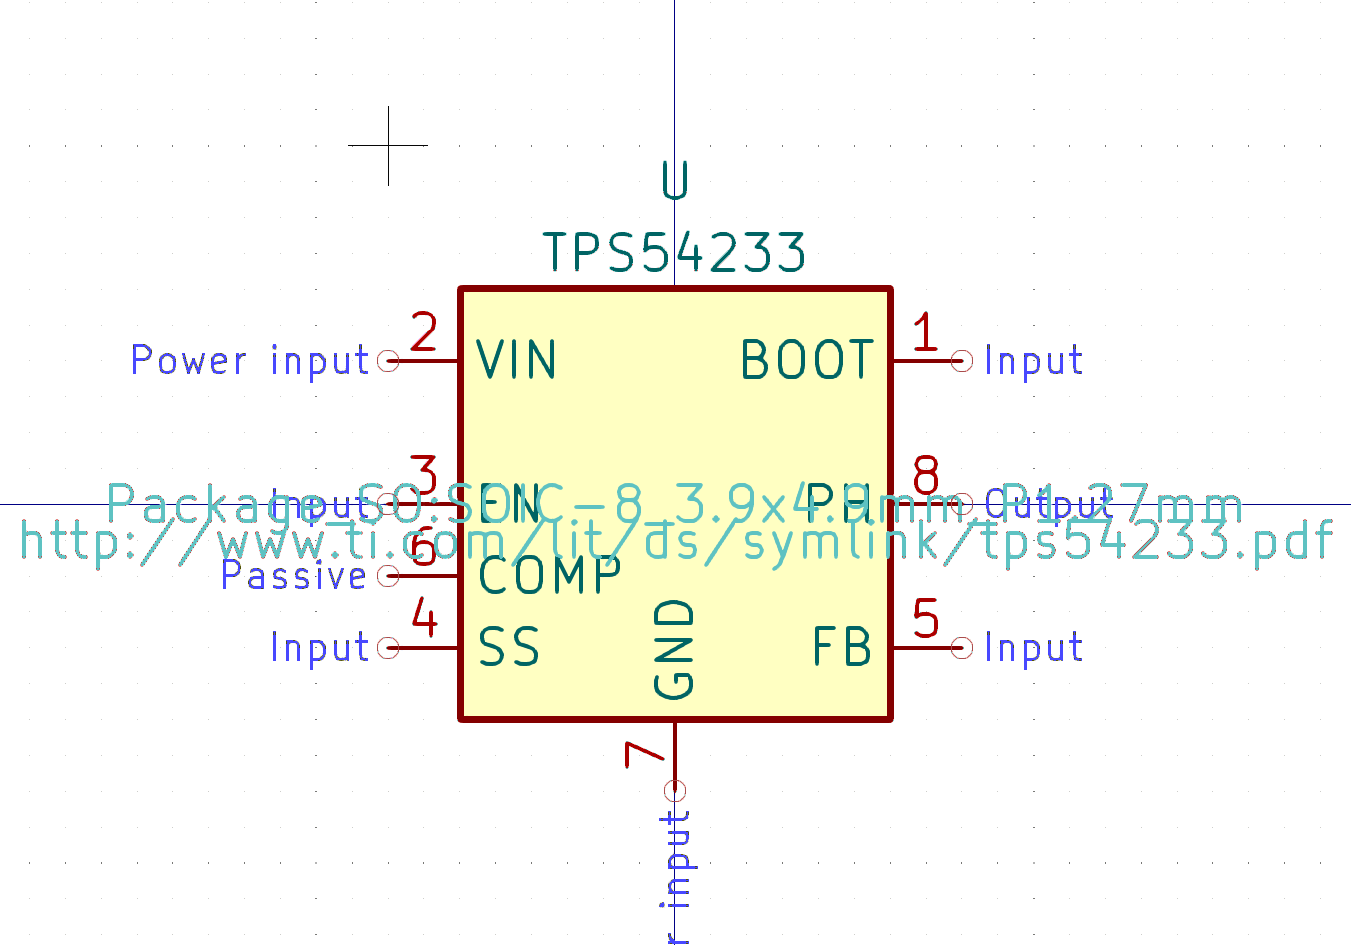 U
TPS54233
2 1
Power input VIN BOOT Input
3 8
Input EN PH Output
Package_SO:SOIC-8_3.9x4.9mm_P1.27mm
http://www.ti.com/lit/ds/symlink/tps54233.pdf
6
Passive COMP
4 5
Input SS GND FB Input
7
r input